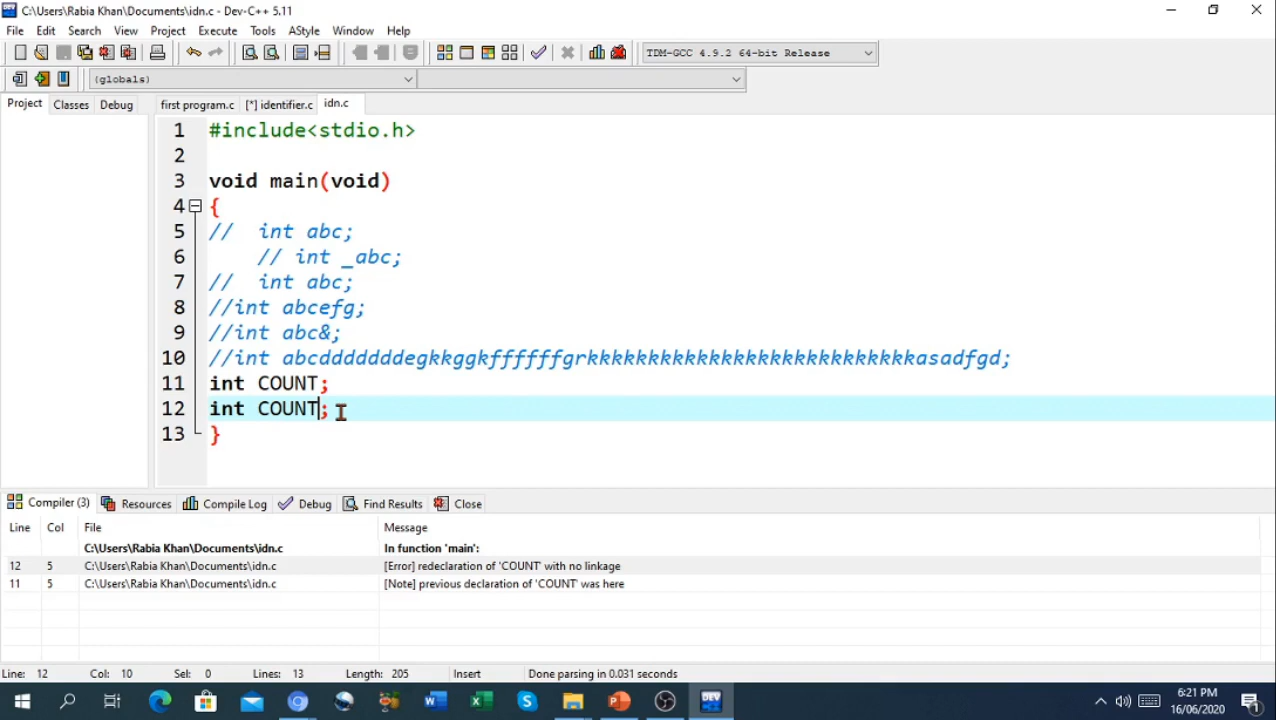 C:\Users\Rabia Khan\Documents\idn.c - Dev-C++ 5.11
File Edit Search View Project Execute Tools AStyle Window Help
TDM-GCC 4.9.2 64-bit Release
(globals)
Project Classes Debug first program.c [*] identifier.c idn.c
1 #include<stdio.h>
2
3 void main(void)
4 {
5 // int abc;
6 // int _abc;
7 // int abc;
8 //int abcefg;
9 //int abc&;
10 //int abcdddddddegkkggkffffffgrkkkkkkkkkkkkkkkkkkkkkkkkkkkasadfgd;
11 int COUNT;
12 int COUNT;
13 }
Compiler (3) Resources Compile Log Debug Find Results Close
Line Col File Message
C:\Users\Rabia Khan\Documents\idn.c In function 'main':
12 5 C:\Users\Rabia Khan\Documents\idn.c [Error] redeclaration of 'COUNT' with no linkage
11 5 C:\Users\Rabia Khan\Documents\idn.c [Note] previous declaration of 'COUNT' was here
Line: 12 Col: 10 Sel: 0 Lines: 13 Length: 205 Insert Done parsing in 0.031 seconds
6:21 PM
16/06/2020